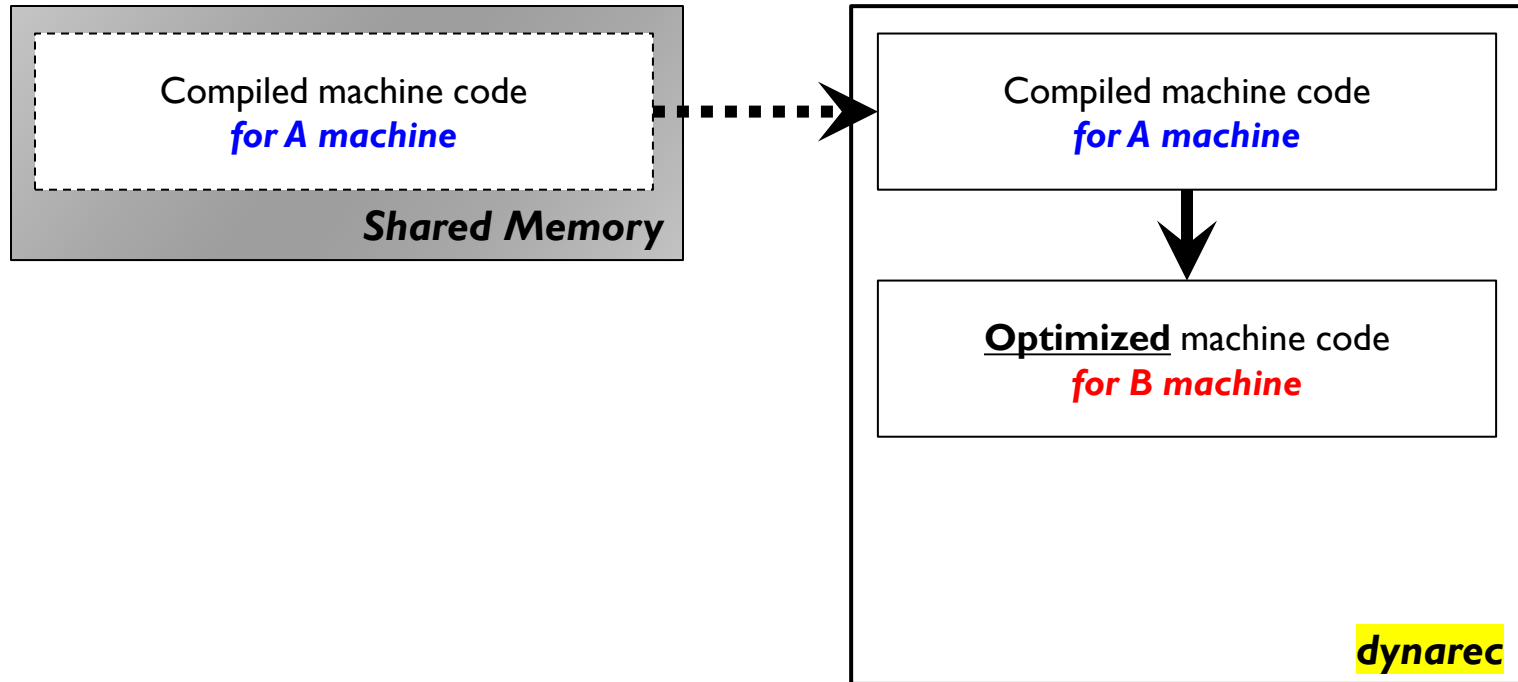 Compiled machine code
for A machine
Shared Memory
Compiled machine code
for A machine
Optimized machine code
for B machine
dynarec